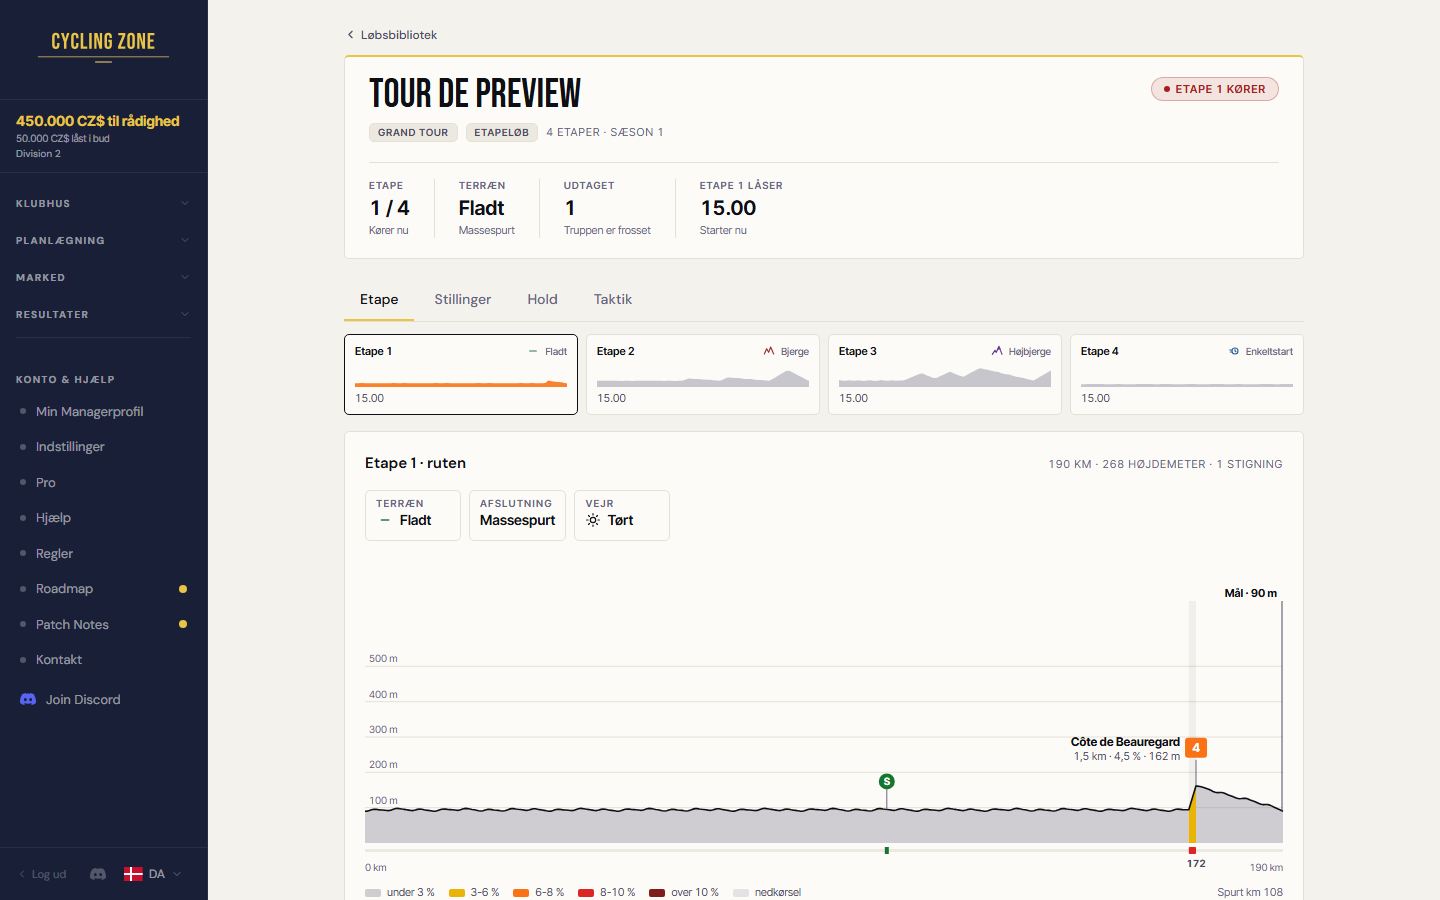 CYCLING ZONE
450.000 CZ$ til rådighed
50.000 CZ$ låst i bud
Division 2
KLUBHUS
PLANLÆGNING
MARKED
RESULTATER
KONTO & HJÆLP
Min Managerprofil
Indstillinger
Pro
Hjælp
Regler
Roadmap
Patch Notes
Kontakt
Join Discord
Log ud
DA
Løbsbibliotek
TOUR DE PREVIEW
ETAPE 1 KØRER
GRAND TOUR
ETAPELØB
4 ETAPER · SÆSON 1
ETAPE
1 / 4
Kører nu
TERRÆN
Fladt
Massespurt
UDTAGET
1
Truppen er frosset
ETAPE 1 LÅSER
15.00
Starter nu
Etape
Stillinger
Hold
Taktik
Etape 1
Fladt
15.00
Etape 2
Bjerge
15.00
Etape 3
Højbjerge
15.00
Etape 4
Enkeltstart
15.00
Etape 1 · ruten
190 KM · 268 HØJDEMETER · 1 STIGNING
TERRÆN
Fladt
AFSLUTNING
Massespurt
VEJR
Tørt
Mål · 90 m
500 m
400 m
300 m
200 m
100 m
Côte de Beauregard
1,5 km · 4,5 % · 162 m
4
S
0 km
172
190 km
under 3 %
3-6 %
6-8 %
8-10 %
over 10 %
nedkørsel
Spurt km 108